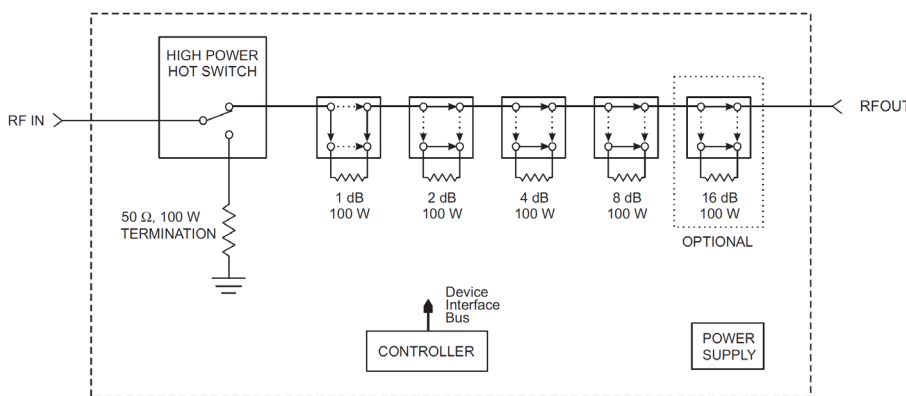 HIGH POWER
HOT SWITCH
RF IN
RFOUT
1 dB
100 W
2 dB
100 W
4 dB
100 W
8 dB
100 W
16 dB
100 W
OPTIONAL
50 Ω, 100 W
TERMINATION
Device
Interface
Bus
CONTROLLER
POWER
SUPPLY